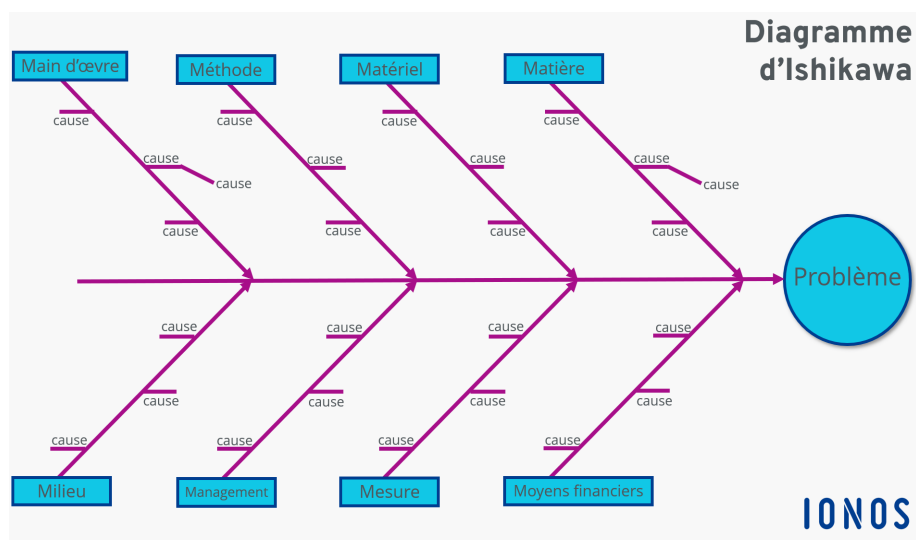 Diagramme
d'Ishikawa
Main d'œvre
Méthode
Matériel
Matière
cause
cause
cause
cause
cause
cause
cause
cause
cause
cause
cause
cause
cause
cause
Problème
cause
cause
cause
cause
cause
cause
cause
cause
cause
cause
cause
cause
Milieu
Management
Mesure
Moyens financiers
IONOS